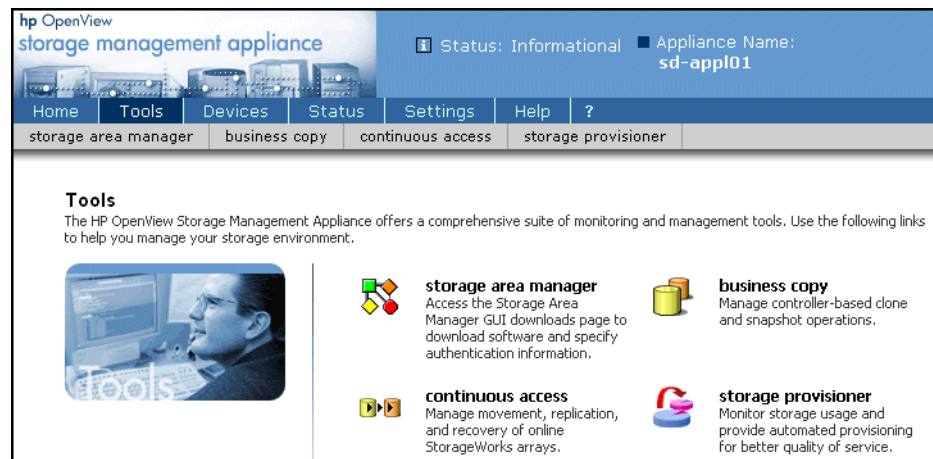 hp OpenView
storage management appliance
i Status: Informational
Appliance Name:
sd-appl01
Home Tools Devices Status Settings Help ?
storage area manager business copy continuous access storage provisioner
Tools
The HP OpenView Storage Management Appliance offers a comprehensive suite of monitoring and management tools. Use the following links
to help you manage your storage environment.
Tools
storage area manager
Access the Storage Area
Manager GUI downloads page to
download software and specify
authentication information.
business copy
Manage controller-based clone
and snapshot operations.
continuous access
Manage movement, replication,
and recovery of online
StorageWorks arrays.
storage provisioner
Monitor storage usage and
provide automated provisioning
for better quality of service.